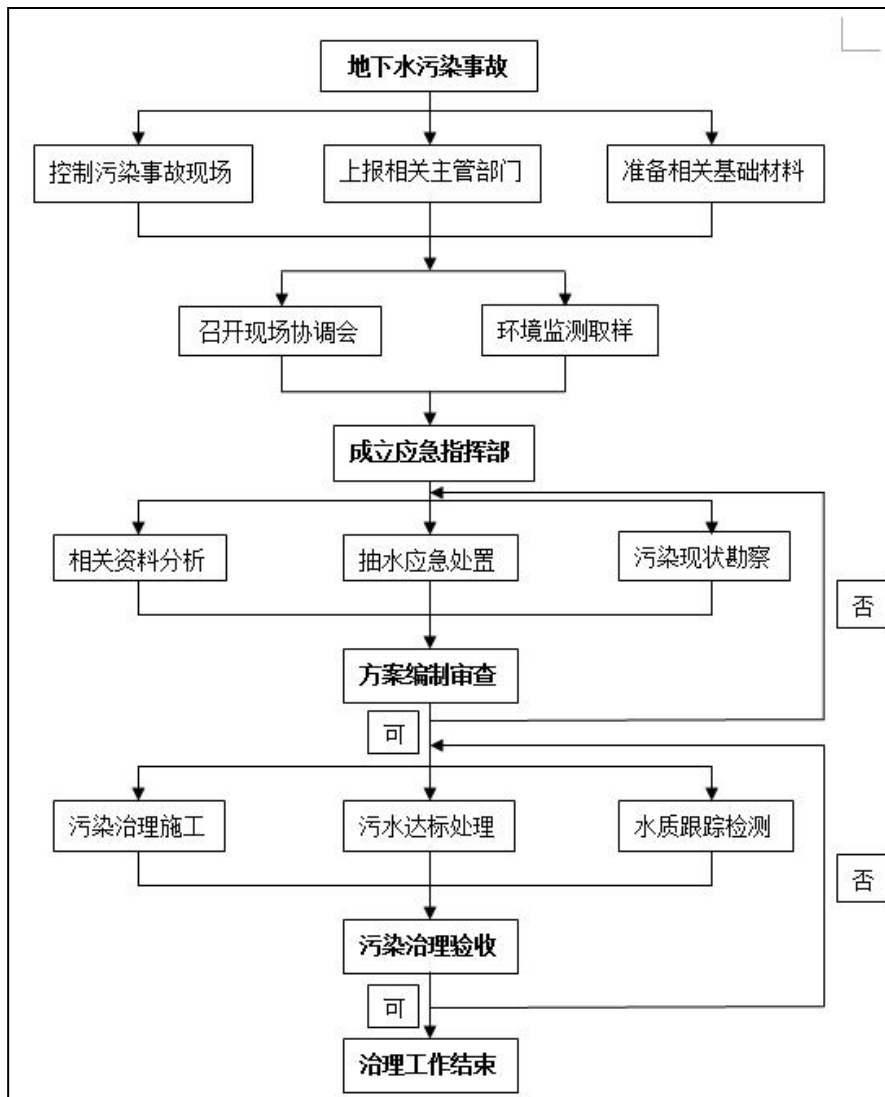 地下水污染事故
控制污染事故现场
上报相关主管部门
准备相关基础材料
召开现场协调会
环境监测取样
成立应急指挥部
相关资料分析
抽水应急处置
污染现状勘察
否
方案编制审查
可
污染治理施工
污水达标处理
水质跟踪检测
否
污染治理验收
可
治理工作结束